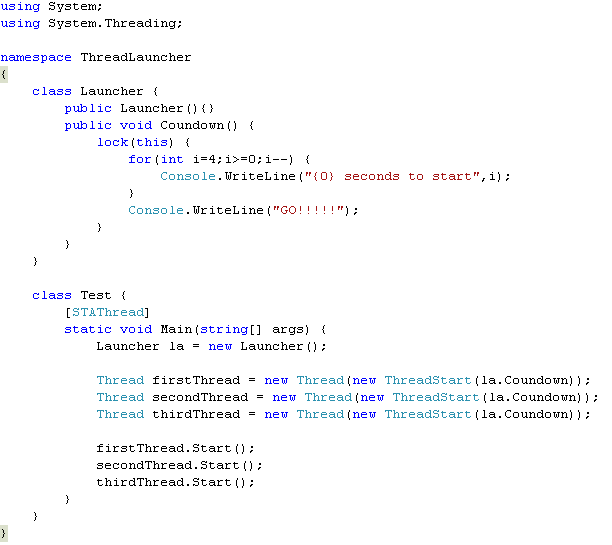 using System;
using System.Threading;

namespace ThreadLauncher
{
    class Launcher {
        public Launcher(){}
        public void Coundown() {
            lock(this) {
                for(int i=4;i>=0;i--) {
                    Console.WriteLine("{0} seconds to start",i);
                }
                Console.WriteLine("GO!!!!!");
            }
        }
    }

    class Test {
        [STAThread]
        static void Main(string[] args) {
            Launcher la = new Launcher();

            Thread firstThread = new Thread(new ThreadStart(la.Coundown));
            Thread secondThread = new Thread(new ThreadStart(la.Coundown));
            Thread thirdThread = new Thread(new ThreadStart(la.Coundown));

            firstThread.Start();
            secondThread.Start();
            thirdThread.Start();
        }
    }
}